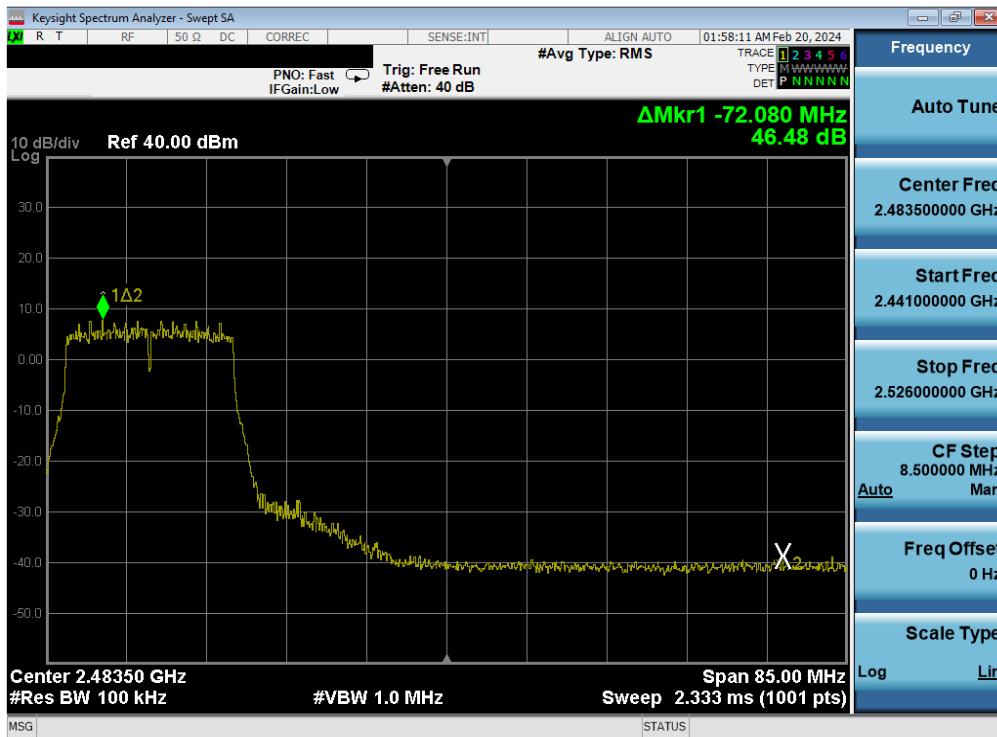 Keysight Spectrum Analyzer - Swept SA
LXI R T RF 50 Ω DC CORREC SENSE:INT ALIGN AUTO 01:58:11 AM Feb 20, 2024
PNO: Fast
IFGain:Low
Trig: Free Run
#Atten: 40 dB
#Avg Type: RMS
TRACE 1 2 3 4 5 6
TYPE M W W W W W
DET P N N N N N
ΔMkr1 -72.080 MHz
46.48 dB
10 dB/div
Log
Ref 40.00 dBm
30.0
20.0
10.0
0.00
-10.0
-20.0
-30.0
-40.0
-50.0
1Δ2
X2
Center 2.48350 GHz
#Res BW 100 kHz
#VBW 1.0 MHz
Span 85.00 MHz
Sweep 2.333 ms (1001 pts)
MSG
STATUS
Frequency
Auto Tune
Center Freq
2.483500000 GHz
Start Freq
2.441000000 GHz
Stop Freq
2.526000000 GHz
CF Step
8.500000 MHz
Auto Man
Freq Offset
0 Hz
Scale Type
Log Lin